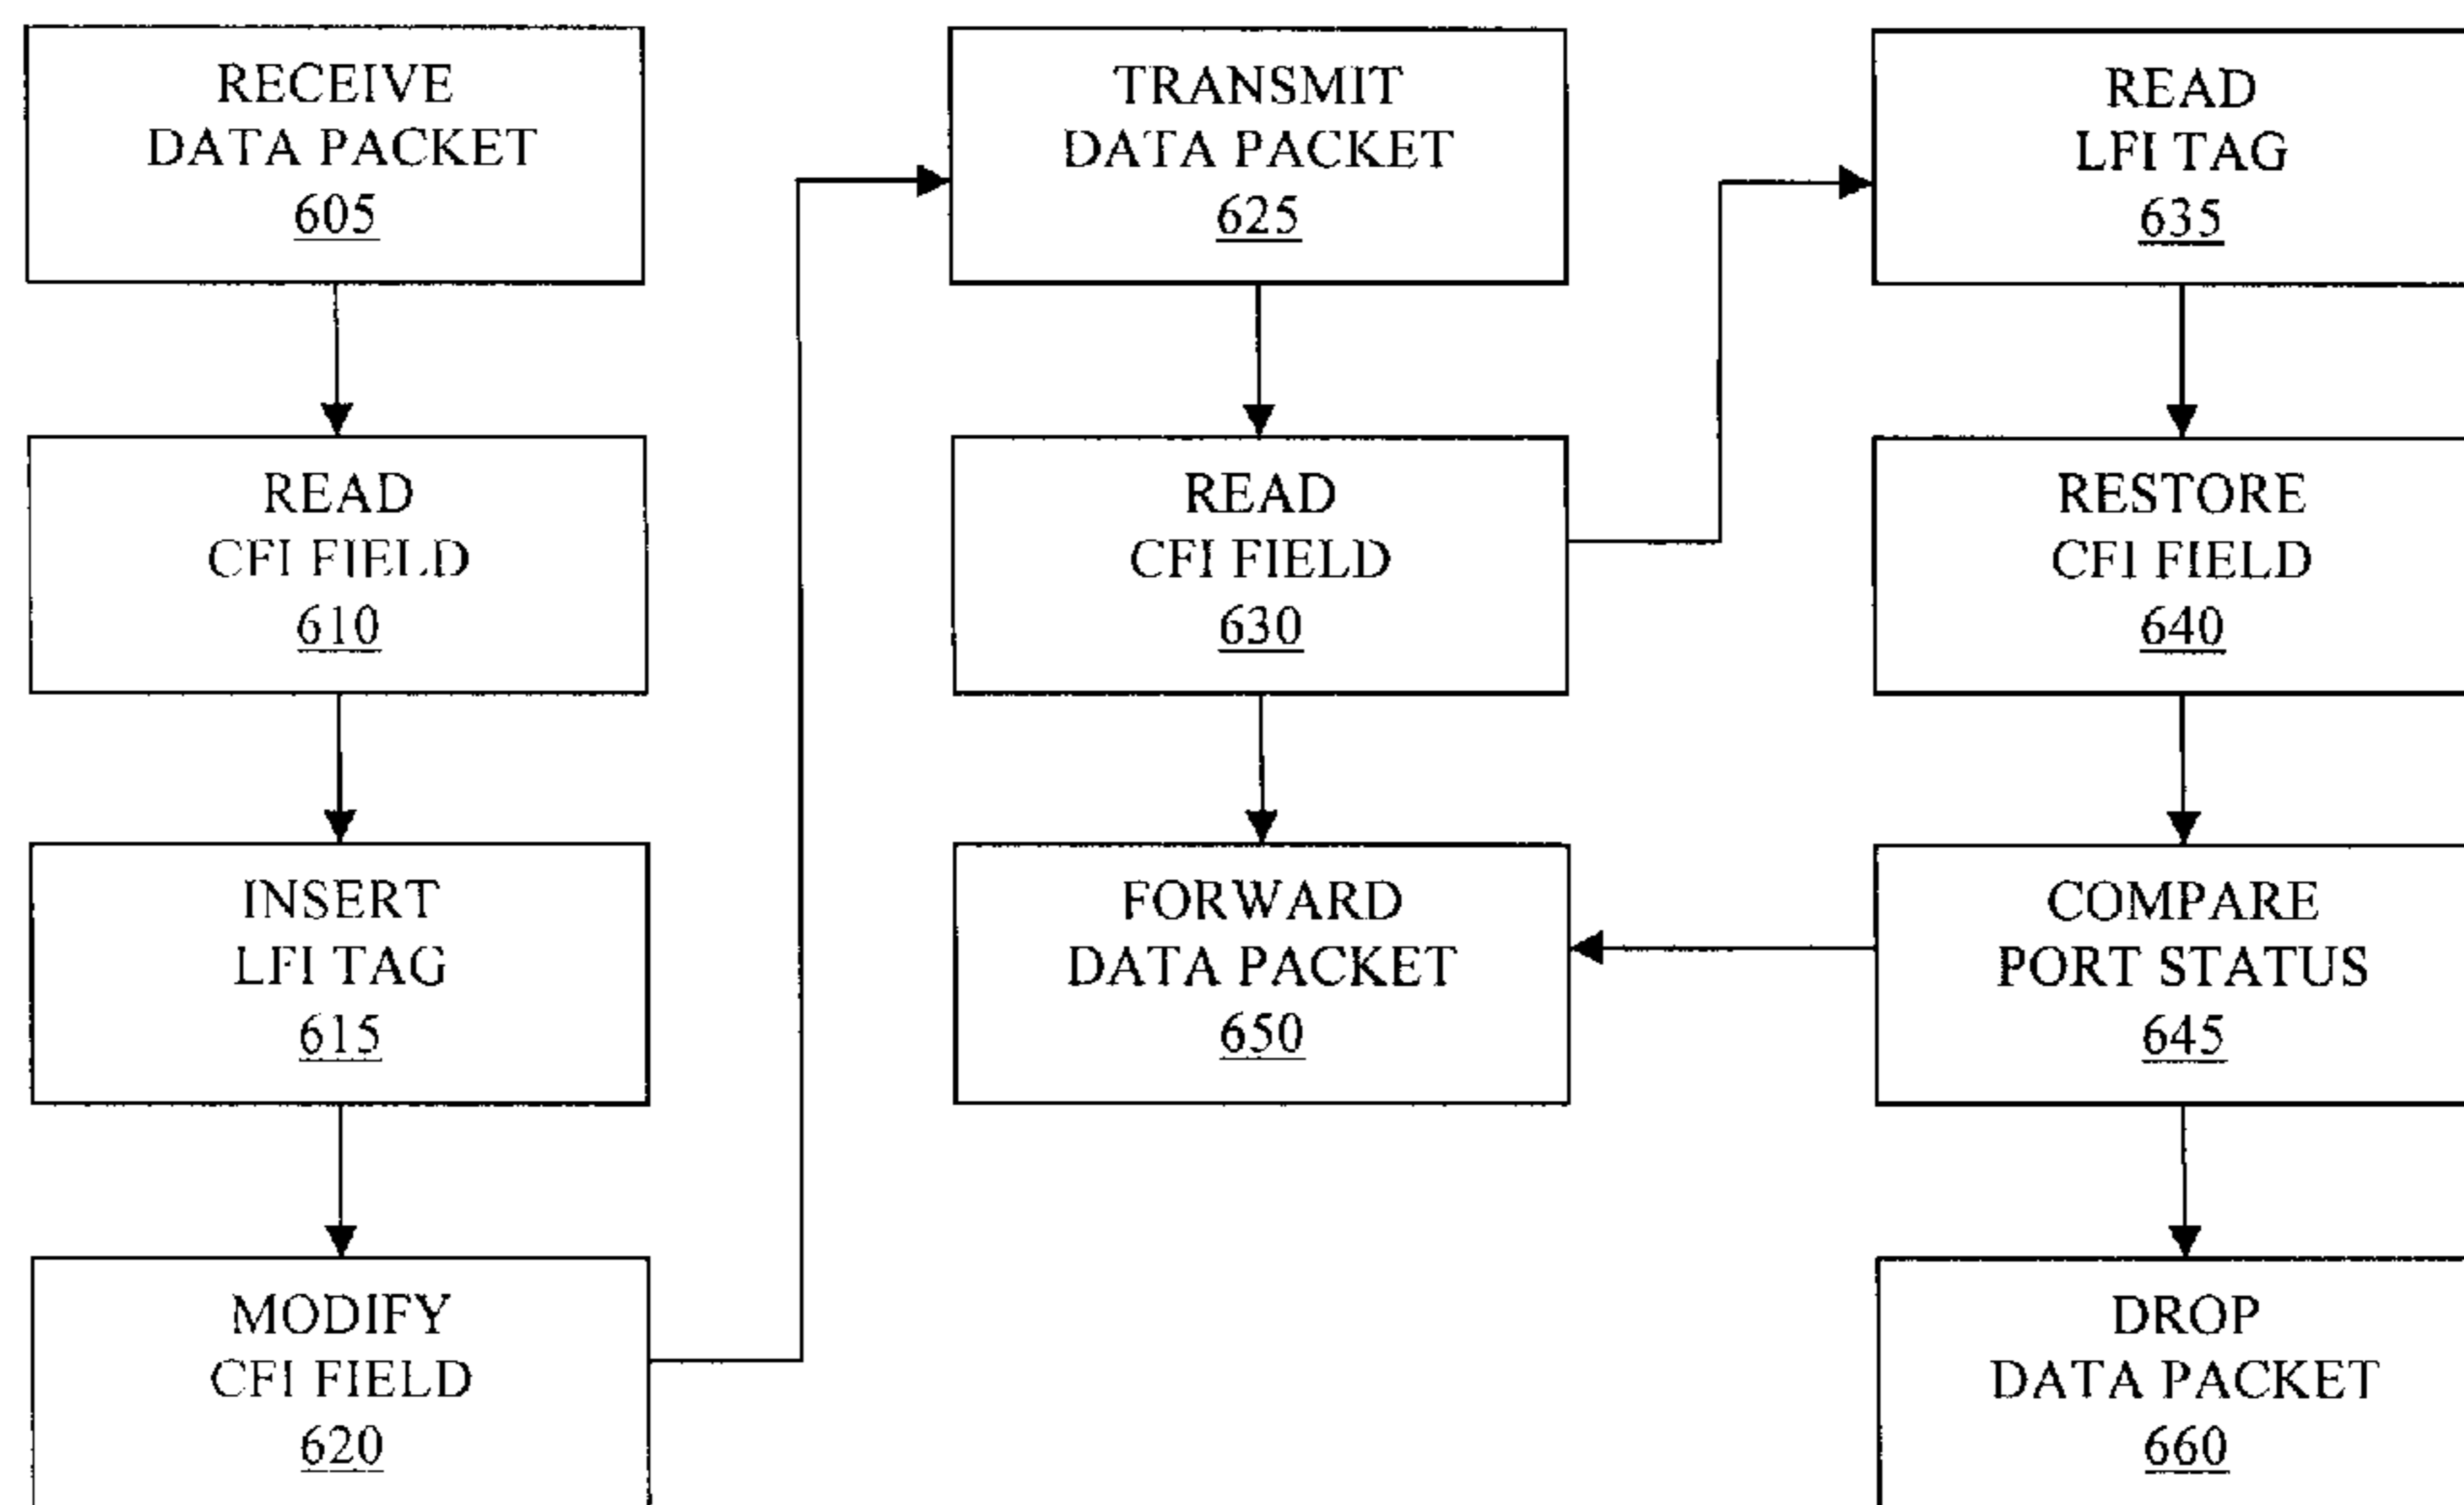 RECEIVE
DATA PACKET
605
READ
CFI FIELD
610
INSERT
LFI TAG
615
MODIFY
CFI FIELD
620
TRANSMIT
DATA PACKET
625
READ
CFI FIELD
630
FORWARD
DATA PACKET
650
READ
LFI TAG
635
RESTORE
CFI FIELD
640
COMPARE
PORT STATUS
645
DROP
DATA PACKET
660